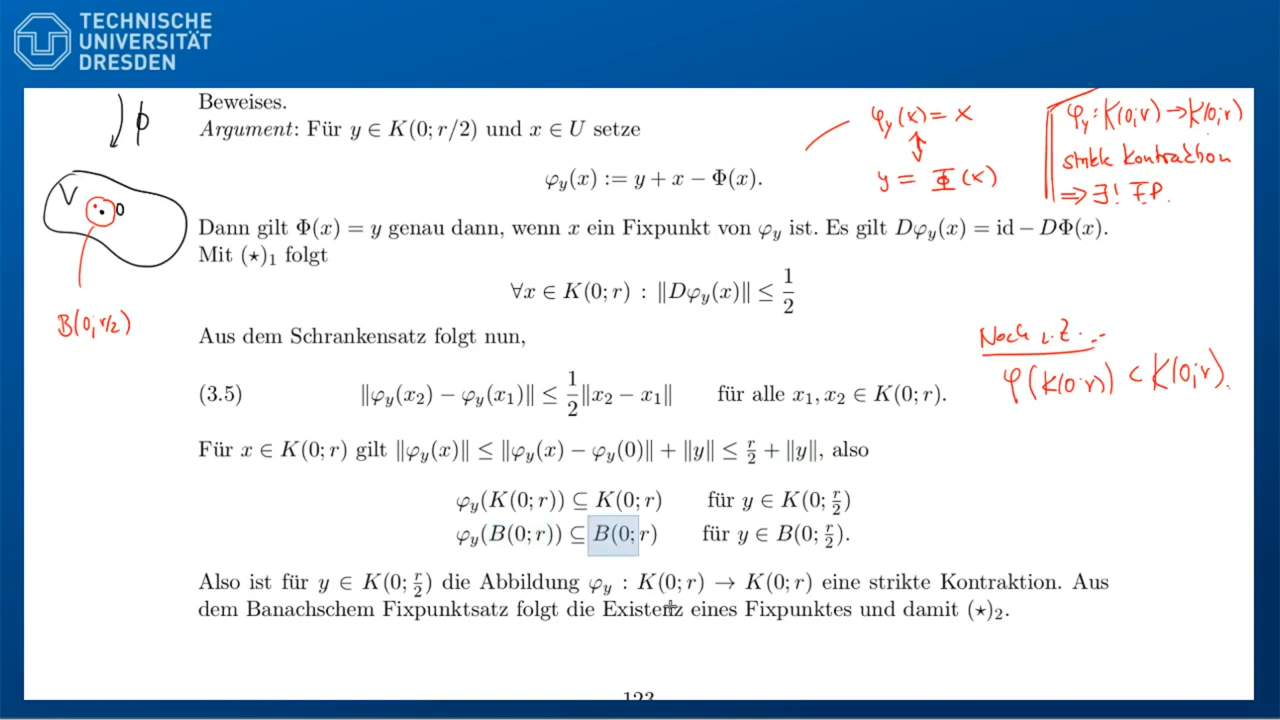 TECHNISCHE
UNIVERSITÄT
DRESDEN
Φ
V
0
B(0; r/2)
Beweises.
Argument: Für y ∈ K(0; r/2) und x ∈ U setze
φ_y(x) := y + x − Φ(x).
φ_y(x) = x
y = Φ(x)
φ_y : K(0;r) → K(0;r)
strikte Kontraktion
⇒ ∃! F.P.
Dann gilt Φ(x) = y genau dann, wenn x ein Fixpunkt von φ_y ist. Es gilt Dφ_y(x) = id − DΦ(x).
Mit (⋆)₁ folgt
∀x ∈ K(0; r) : ‖Dφ_y(x)‖ ≤ 1/2
Aus dem Schrankensatz folgt nun,
(3.5) ‖φ_y(x₂) − φ_y(x₁)‖ ≤ 1/2 ‖x₂ − x₁‖ für alle x₁, x₂ ∈ K(0; r).
Noch z.Z. ..
φ(K(0;r)) ⊂ K(0;r).
Für x ∈ K(0; r) gilt ‖φ_y(x)‖ ≤ ‖φ_y(x) − φ_y(0)‖ + ‖y‖ ≤ r/2 + ‖y‖, also
φ_y(K(0; r)) ⊆ K(0; r) für y ∈ K(0; r/2)
φ_y(B(0; r)) ⊆ B(0; r) für y ∈ B(0; r/2).
Also ist für y ∈ K(0; r/2) die Abbildung φ_y : K(0; r) → K(0; r) eine strikte Kontraktion. Aus
dem Banachschem Fixpunktsatz folgt die Existenz eines Fixpunktes und damit (⋆)₂.